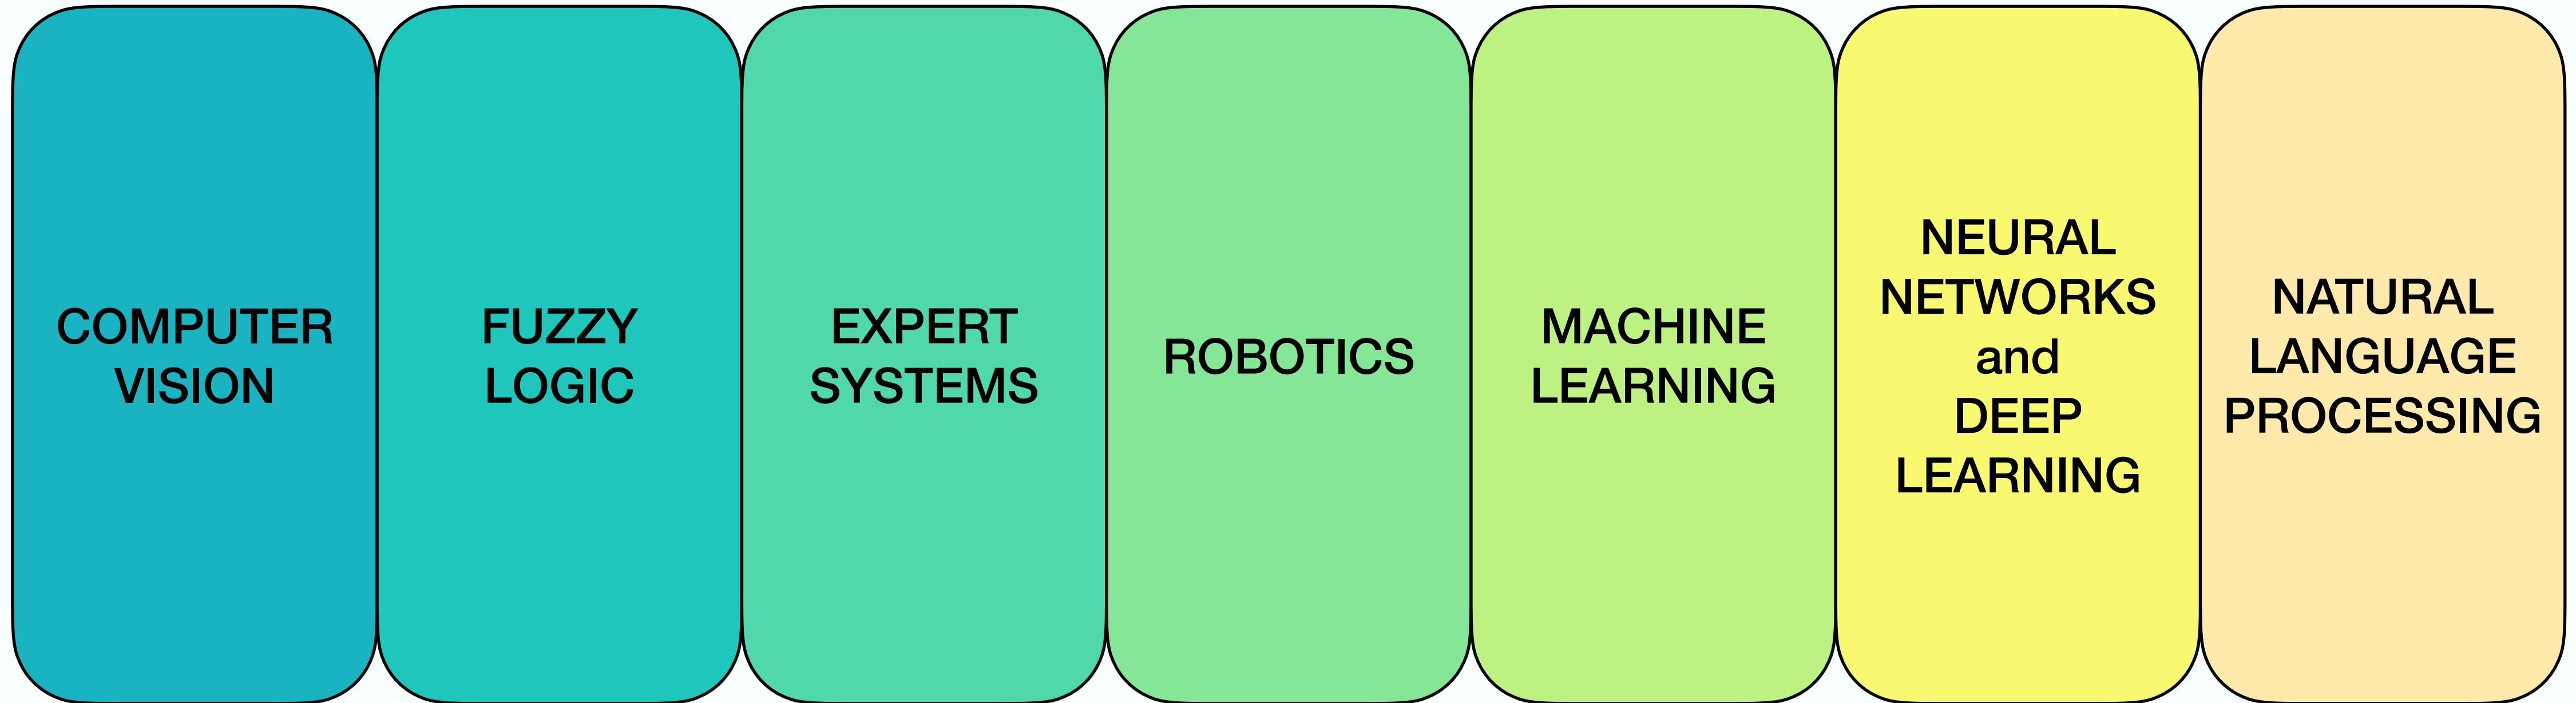 COMPUTER
VISION
FUZZY
LOGIC
EXPERT
SYSTEMS
ROBOTICS
MACHINE
LEARNING
NEURAL
NETWORKS
and
DEEP
LEARNING
NATURAL
LANGUAGE
PROCESSING